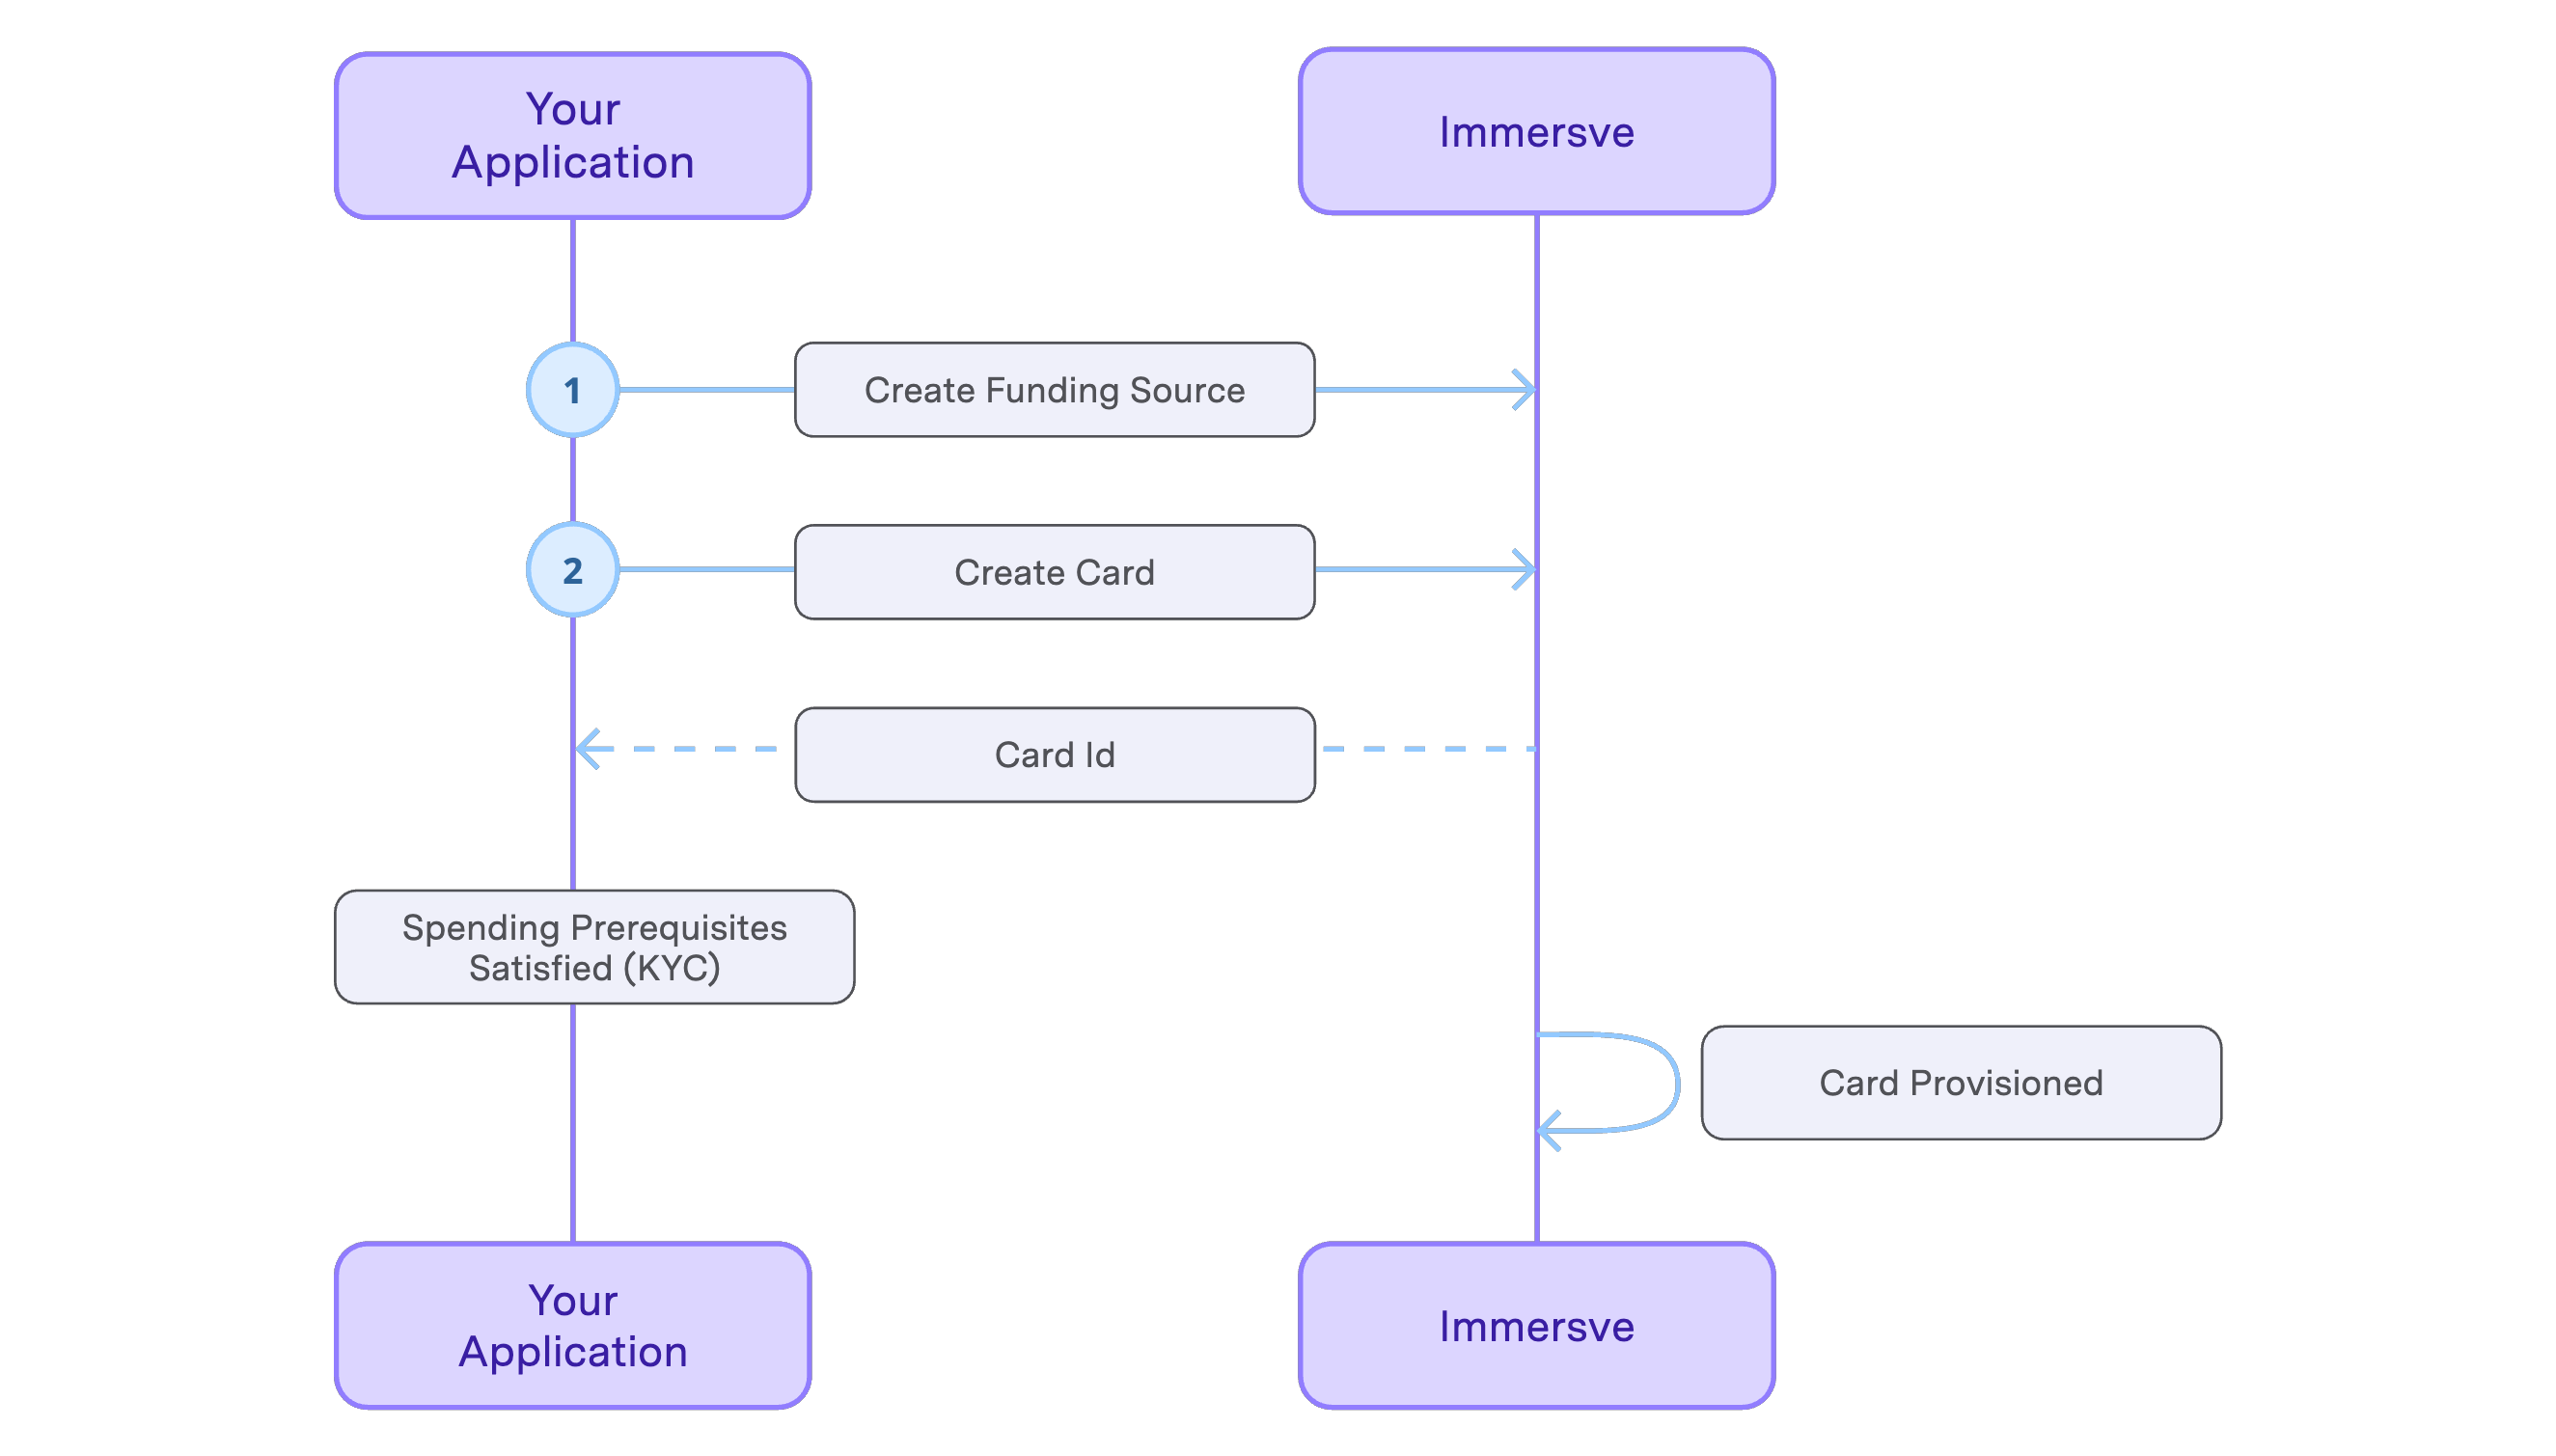 Your
Application
Immersve
1
Create Funding Source
2
Create Card
Card Id
Spending Prerequisites
Satisfied (KYC)
Card Provisioned
Your
Application
Immersve